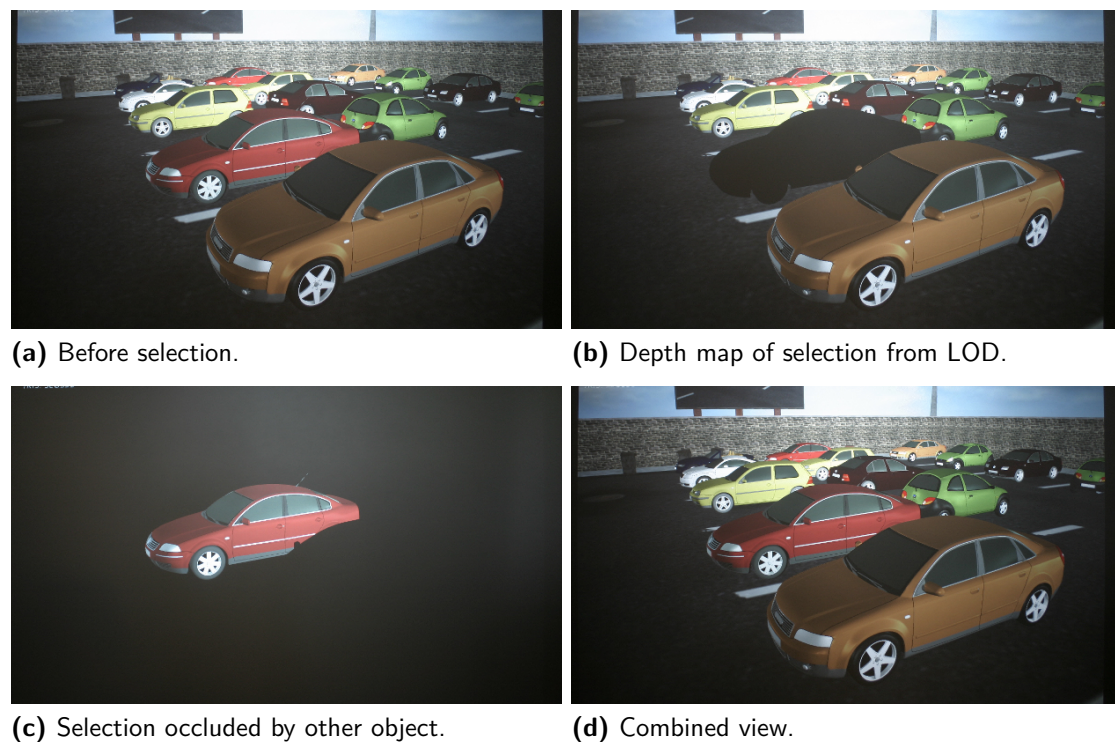 (a) Before selection.
(b) Depth map of selection from LOD.
(c) Selection occluded by other object.
(d) Combined view.